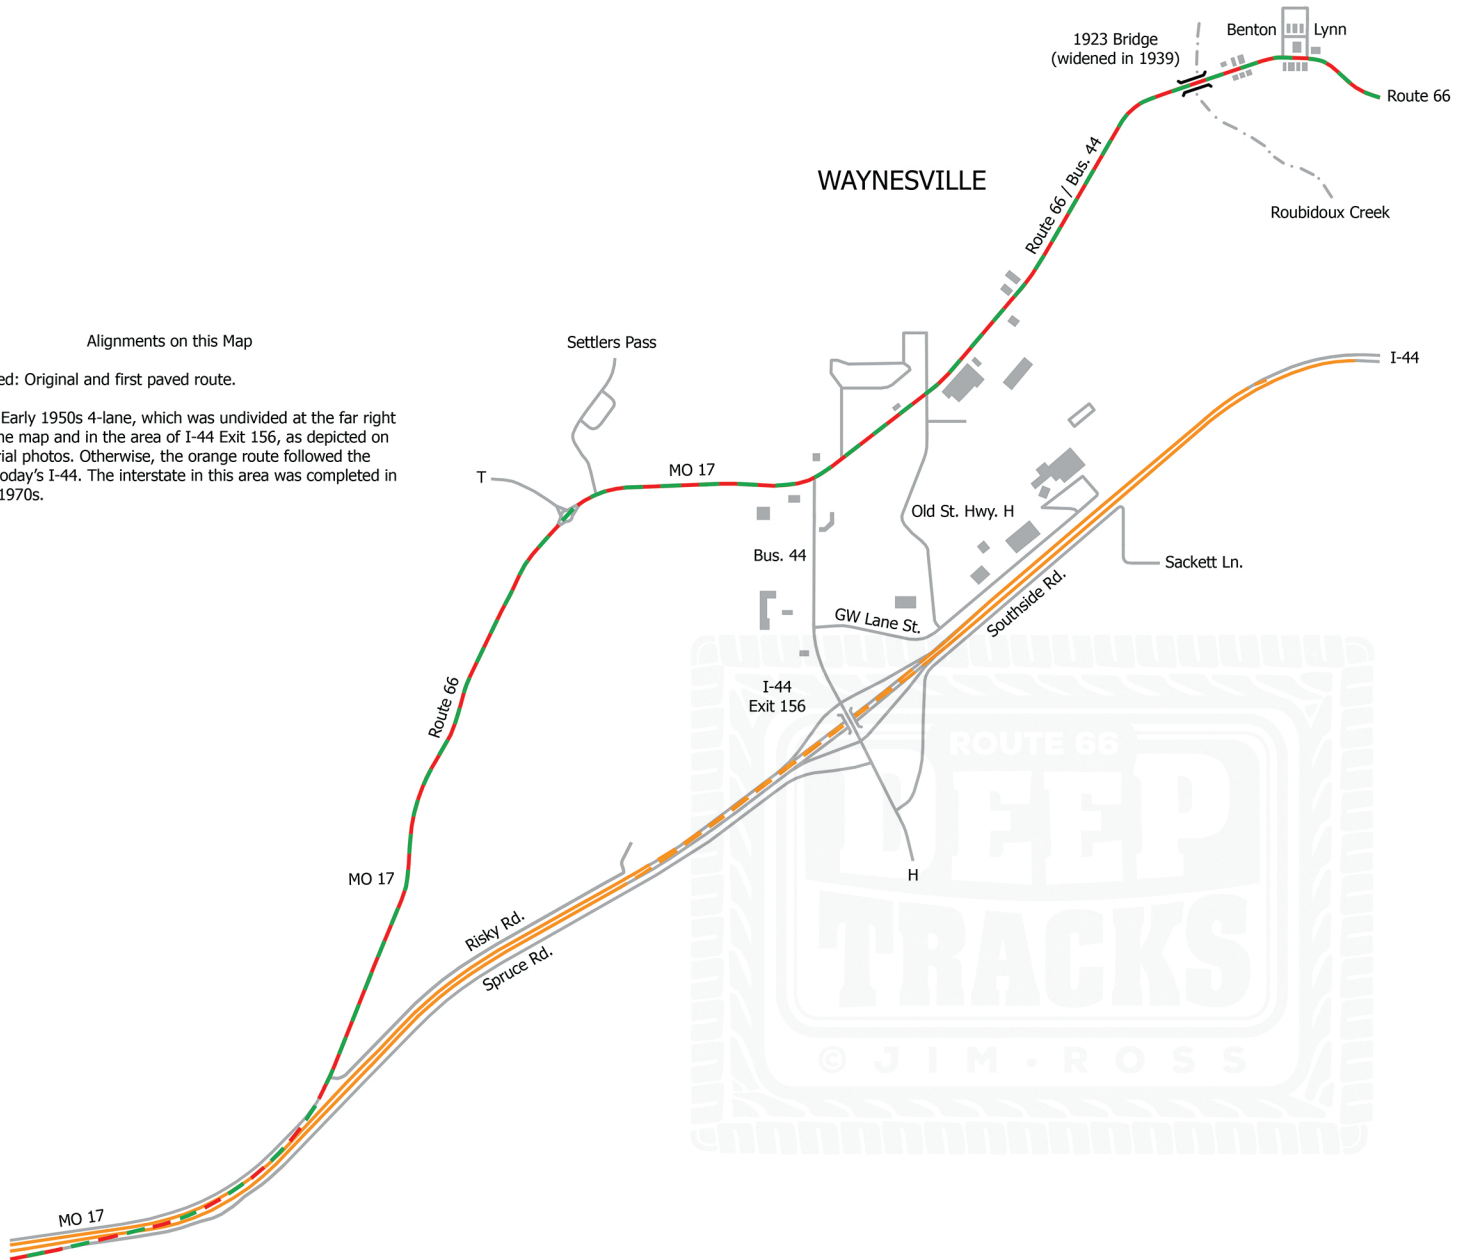 Benton
Lynn
1923 Bridge
(widened in 1939)
Route 66
Route 66 / Bus. 44
WAYNESVILLE
Roubidoux Creek
Alignments on this Map
Settlers Pass
I-44
ed: Original and first paved route.
Early 1950s 4-lane, which was undivided at the far right
ne map and in the area of I-44 Exit 156, as depicted on
rial photos. Otherwise, the orange route followed the
oday’s I-44. The interstate in this area was completed in
1970s.
MO 17
T
Old St. Hwy. H
Bus. 44
Sackett Ln.
Southside Rd.
GW Lane St.
I-44
Exit 156
Route 66
ROUTE 66
DEEP
TRACKS
© JIM · ROSS
H
MO 17
Risky Rd.
Spruce Rd.
MO 17